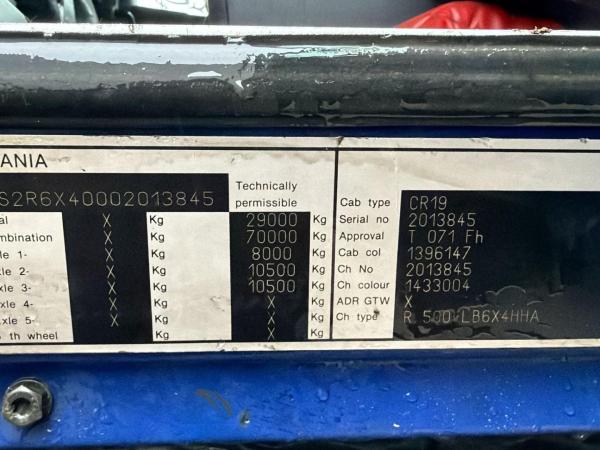 ANIA
S2R6X40002013845
Technically permissible
al X Kg 29000 Kg
mbination X Kg 70000 Kg
le 1- X Kg 8000 Kg
xle 2- X Kg 10500 Kg
xle 3- X Kg 10500 Kg
xle 4- X Kg X Kg
xle 5- X Kg X Kg
th wheel Kg X Kg
Cab type CR19
Serial no 2013845
Approval T 071 Fh
Cab col 1396147
Ch No 2013845
Ch colour 1433004
ADR GTW X
Ch type R 500 LB6X4HHA